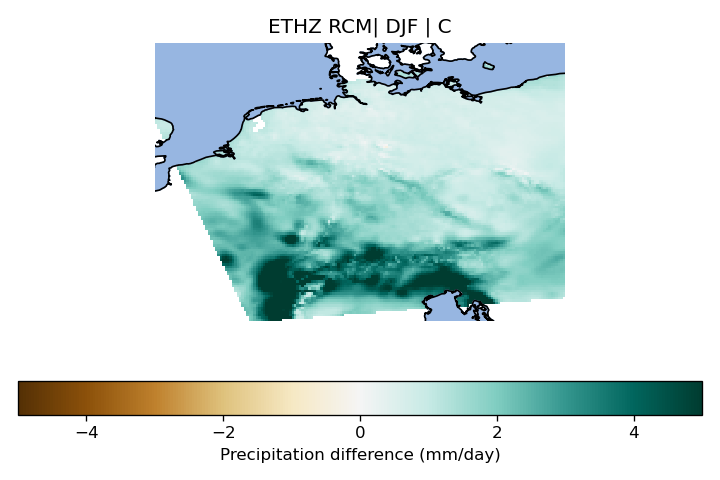 ETHZ RCM| DJF | C
−4 −2 0 2 4
Precipitation difference (mm/day)